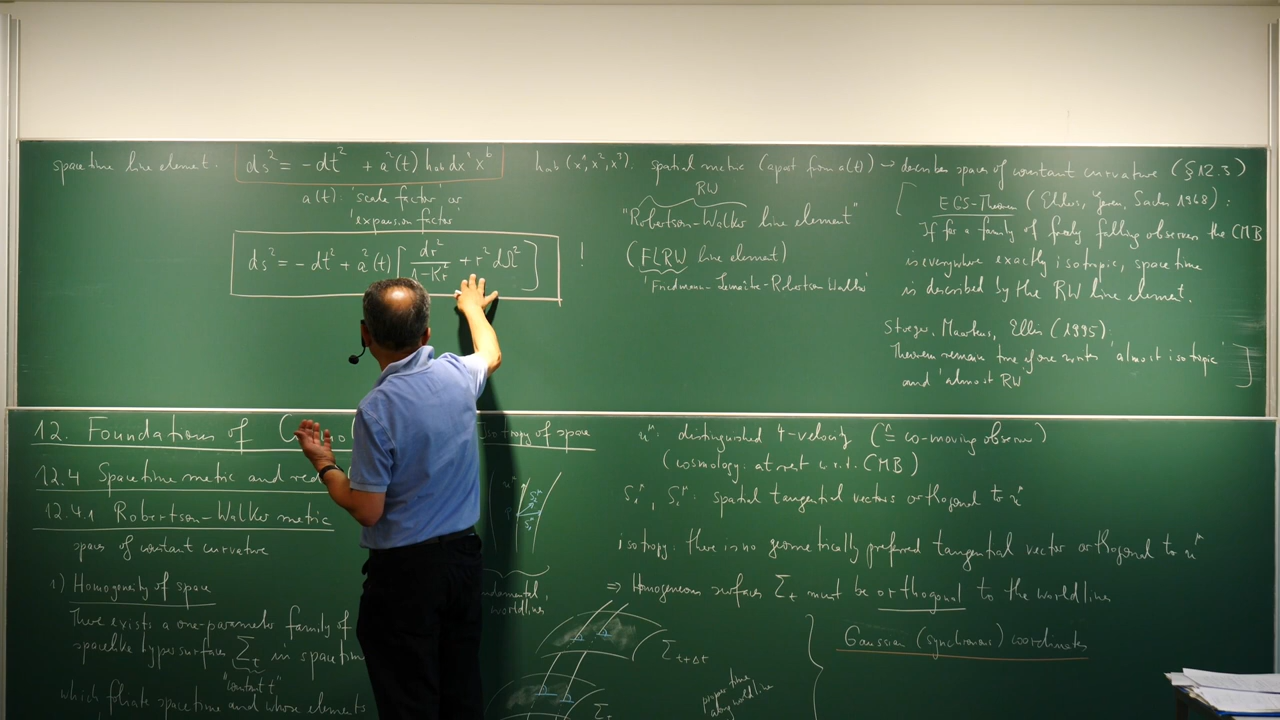 space time line element.
ds² = - dt² + a²(t) h_ab dx^a x^b
a(t): 'scale factor' or
'expansion factor'
ds² = - dt² + a²(t) [ dr² / 1-Kr² + r² dΩ² ] !
h_ab (x¹, x², x³): spatial metric (apart from a(t)) → describes spaces of constant curvature (§12.3)
RW
"Robertson-Walker line element"
(FLRW line element)
'Friedmann-Lemaitre-Robertson Walker'
[ EGS-Theorem (Ehlers, Geren, Sachs 1968):
If for a family of freely falling observers the CMB
is everywhere exactly isotropic, spacetime
is described by the RW line element.
Stoeger, Maartens, Ellis (1995):
Theorem remains true if one writes 'almost isotropic'
and 'almost RW' ]
12. Foundations of
12.4 Spacetime metric and
12.4.1 Robertson-Walker metric
spaces of constant curvature
1) Homogeneity of space
There exists a one-parameter family of
spacelike hypersurfaces Σ_t in
"constant t"
which foliate spacetime and whose elements
Isotropy of space
u^μ
P
worldlines
u^μ: distinguished 4-velocity (≙ co-moving observer)
(cosmology: at rest w.r.t. CMB)
spatial tangential vectors orthogonal to u^μ
isotropy: there is no geometrically preferred tangential vector orthogonal to u^μ
⇒ Homogeneous surfaces Σ_t must be orthogonal to the worldlines
Σ_t+Δt
Σ_t
proper time
along worldline
Gaussian (synchronous) coordinates